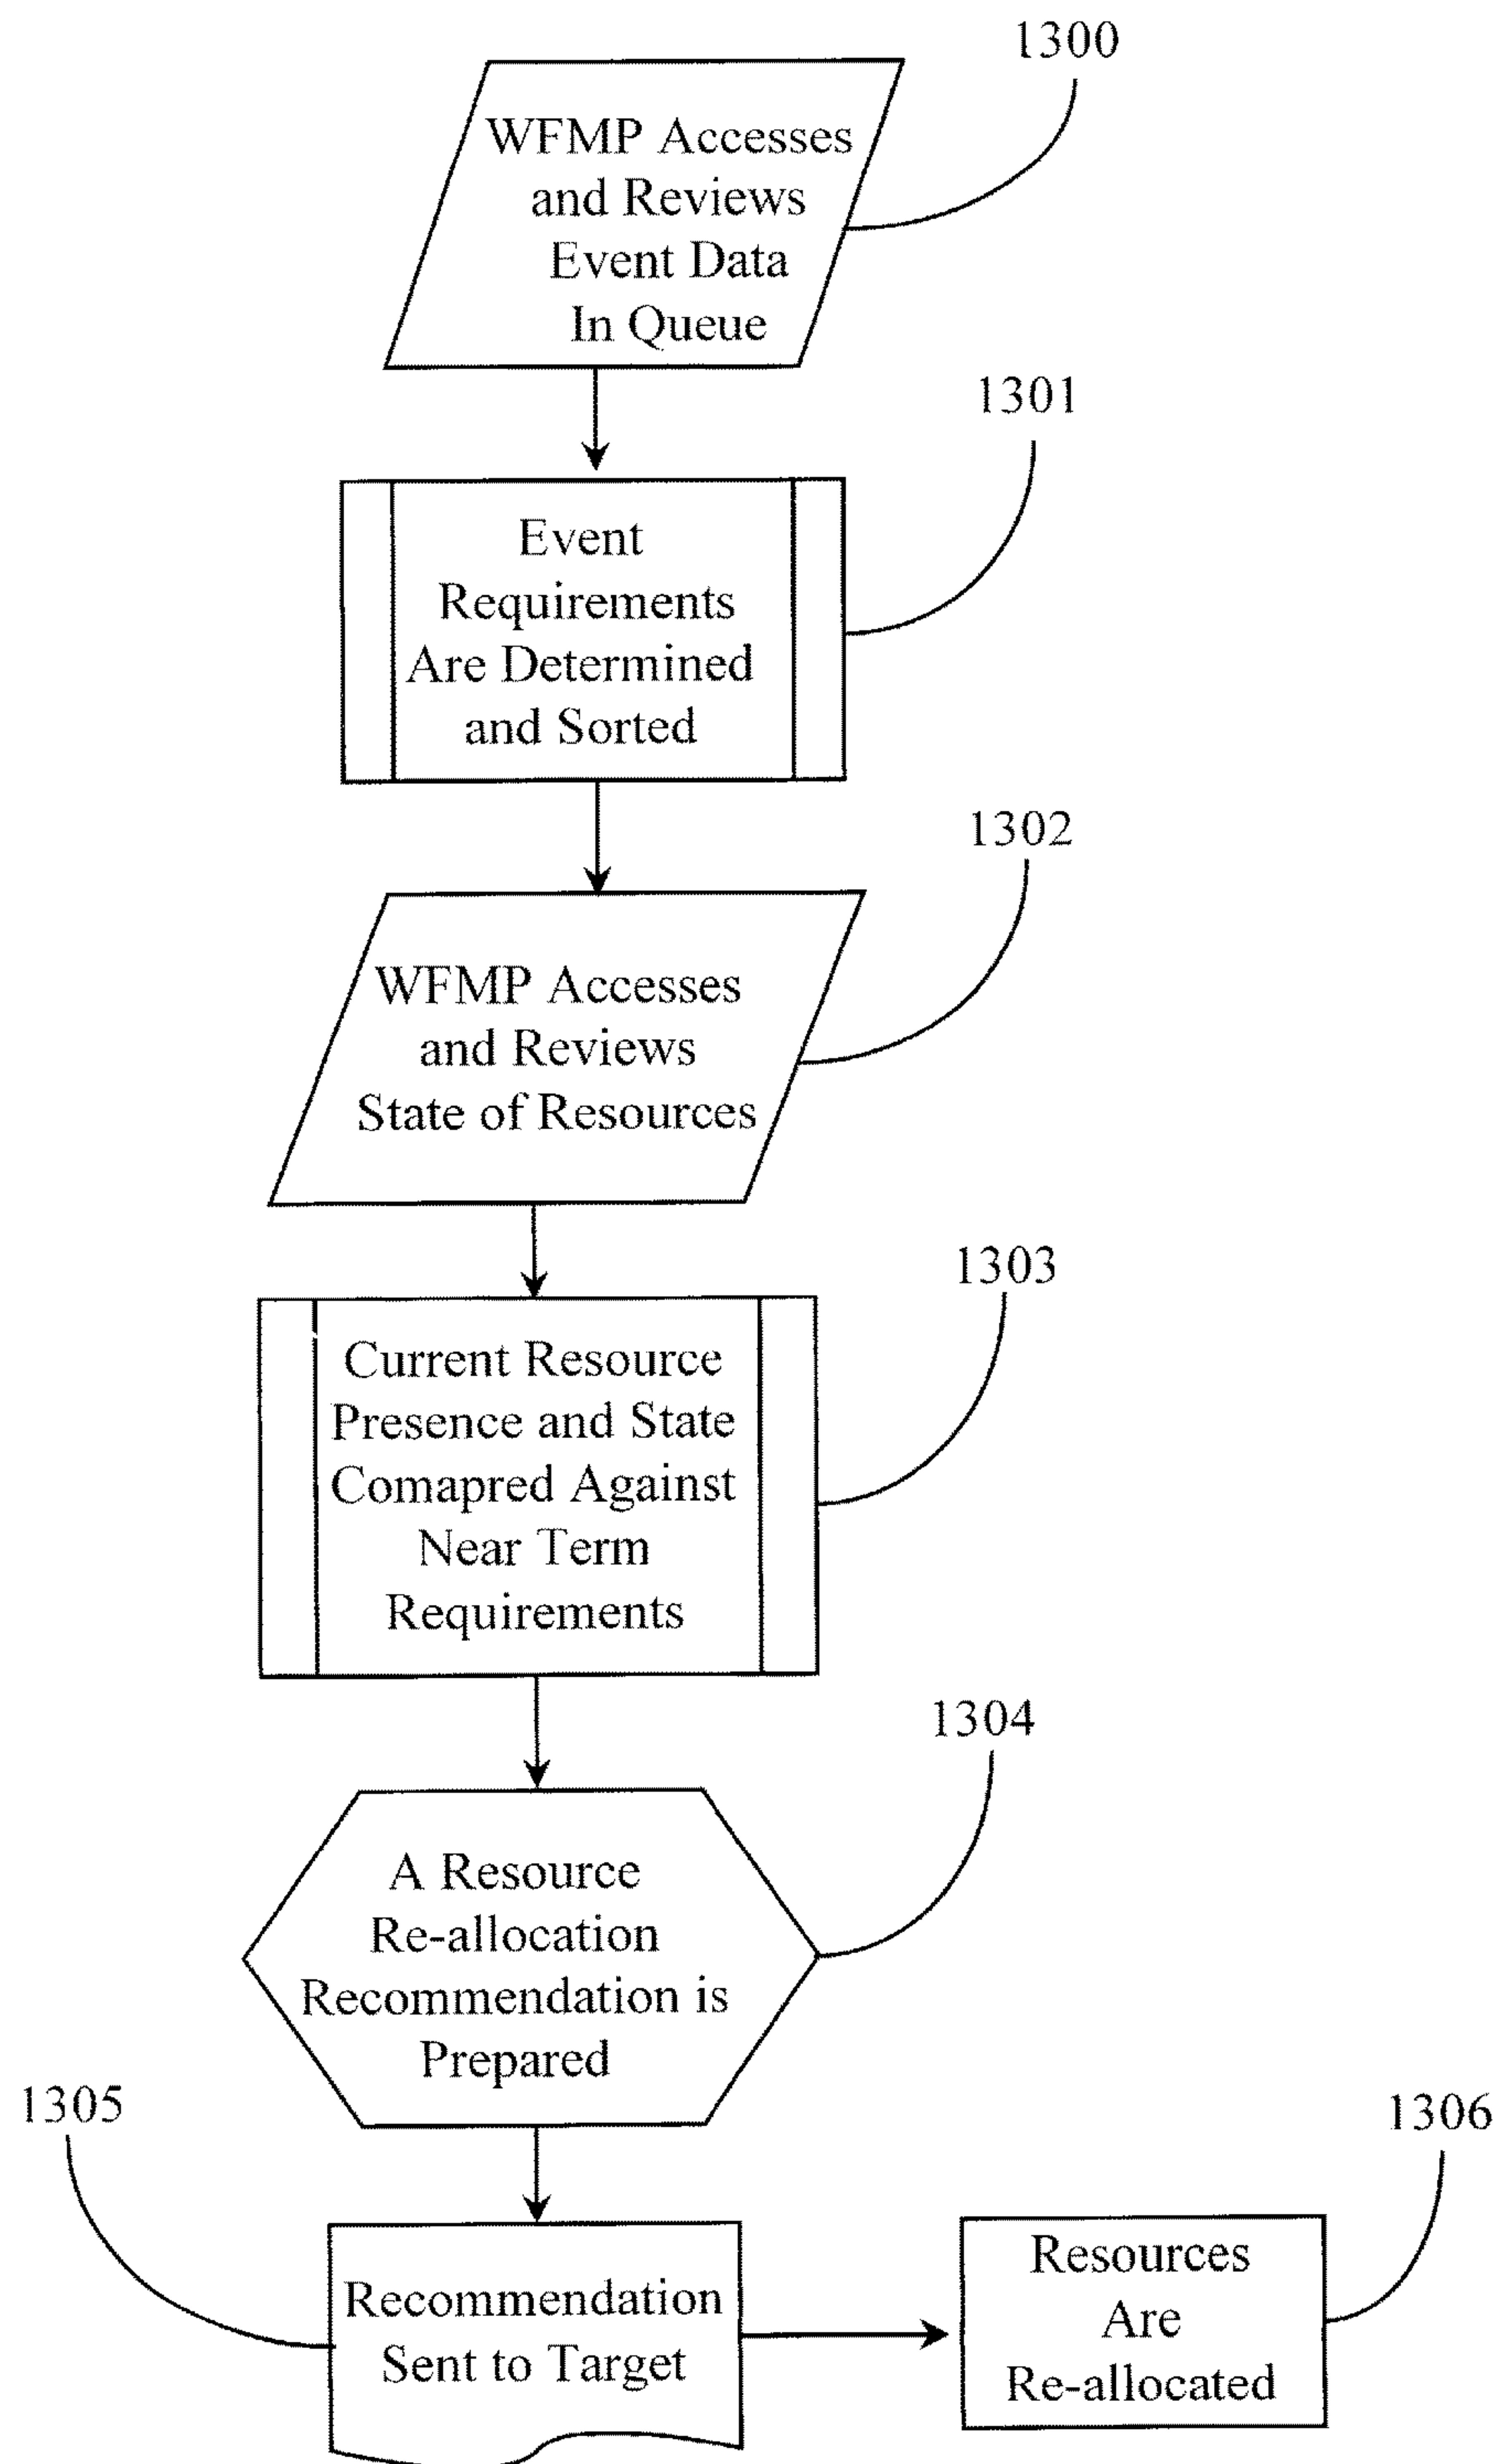 1300
WFMP Accesses
and Reviews
Event Data
In Queue
1301
Event
Requirements
Are Determined
and Sorted
1302
WFMP Accesses
and Reviews
State of Resources
1303
Current Resource
Presence and State
Comapred Against
Near Term
Requirements
1304
A Resource
Re-allocation
Recommendation is
Prepared
1305
Recommendation
Sent to Target
1306
Resources
Are
Re-allocated